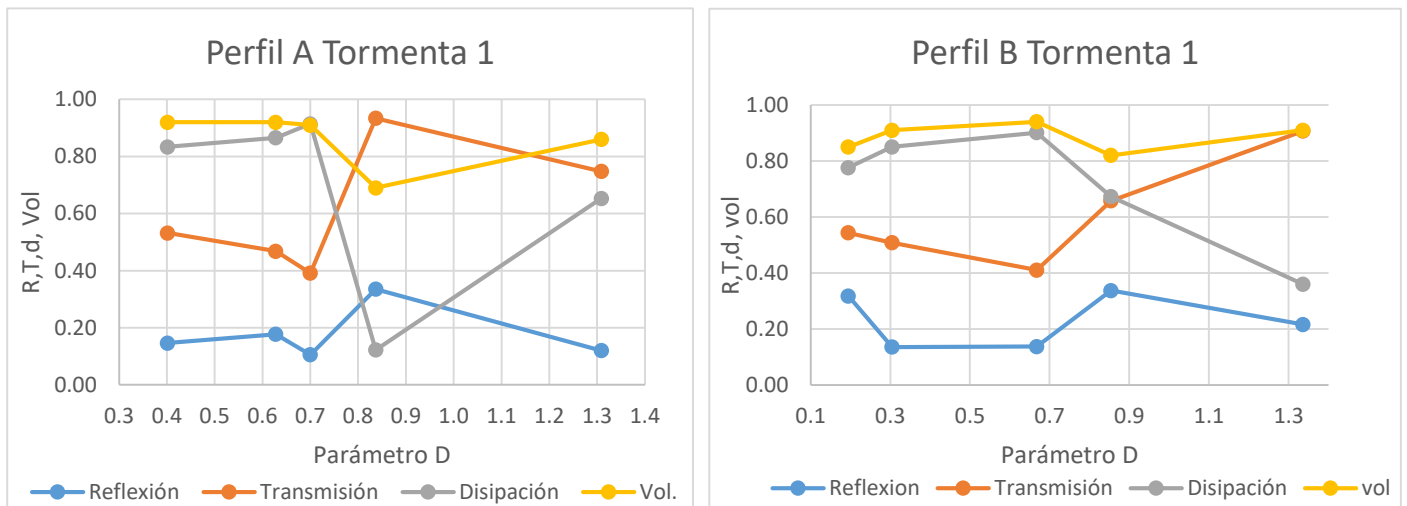 Perfil A Tormenta 1
R,T,d, Vol
1.00
0.80
0.60
0.40
0.20
0.00
0.3 0.4 0.5 0.6 0.7 0.8 0.9 1.0 1.1 1.2 1.3 1.4
Parámetro D
Reflexión Transmisión Disipación Vol.
Perfil B Tormenta 1
R,T,d, vol
1.00
0.80
0.60
0.40
0.20
0.00
0.1 0.3 0.5 0.7 0.9 1.1 1.3
Parámetro D
Reflexion Transmisión Disipación vol